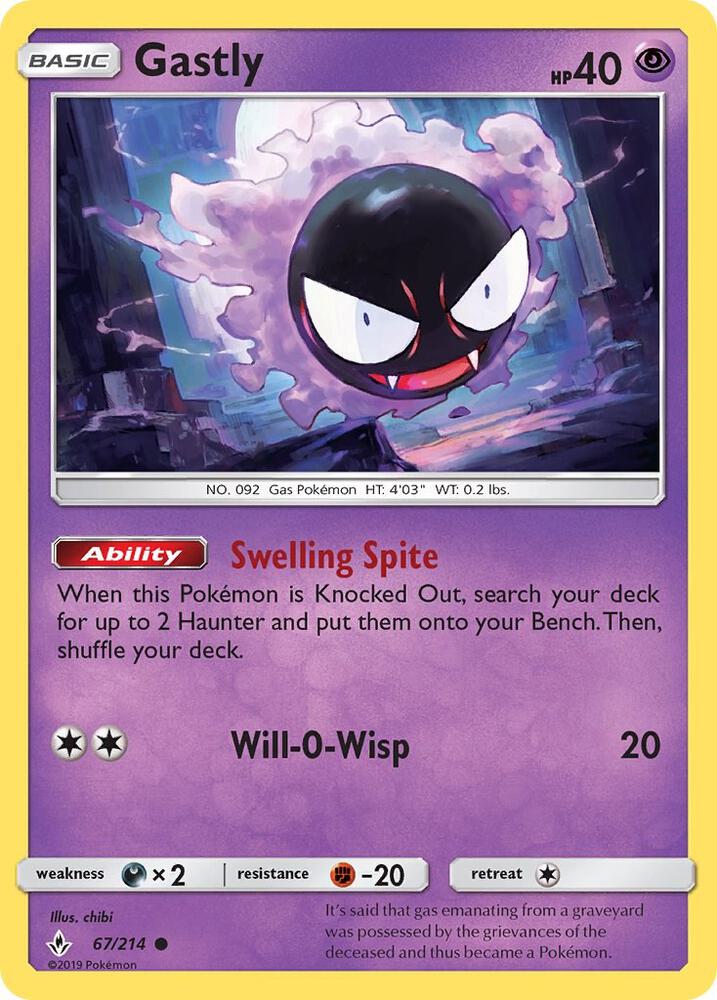 BASIC Gastly HP40
NO. 092 Gas Pokémon HT: 4'03" WT: 0.2 lbs.
Ability Swelling Spite
When this Pokémon is Knocked Out, search your deck
for up to 2 Haunter and put them onto your Bench. Then,
shuffle your deck.
Will-O-Wisp 20
weakness ×2 resistance -20 retreat
Illus. chibi
67/214
©2019 Pokémon
It's said that gas emanating from a graveyard
was possessed by the grievances of the
deceased and thus became a Pokémon.